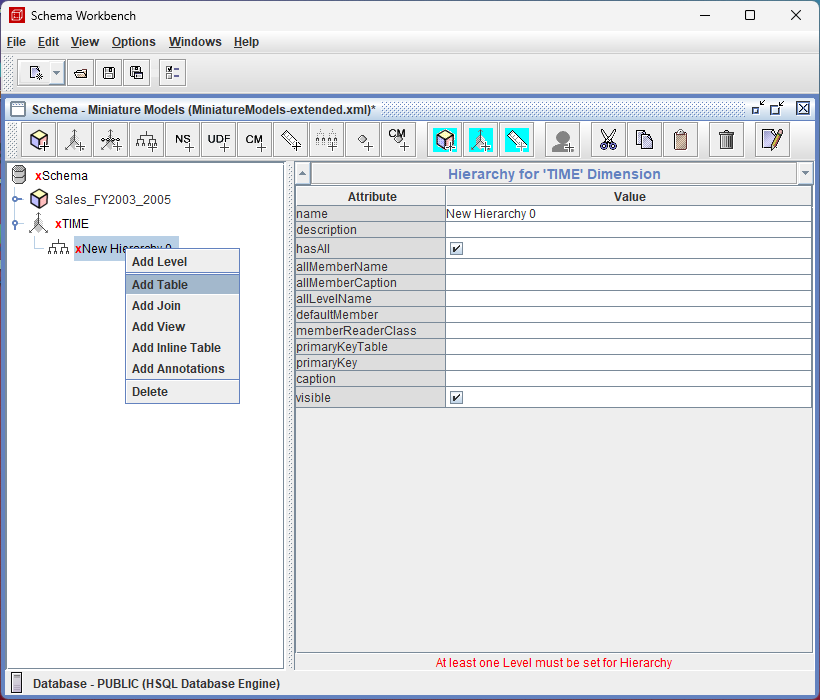 Schema Workbench
File Edit View Options Windows Help
Schema - Miniature Models (MiniatureModels-extended.xml)*
NS UDF CM CM
xSchema
Sales_FY2003_2005
xTIME
xNew Hierarchy 0
Add Level
Add Table
Add Join
Add View
Add Inline Table
Add Annotations
Delete
Hierarchy for 'TIME' Dimension
Attribute Value
name New Hierarchy 0
description
hasAll
allMemberName
allMemberCaption
allLevelName
defaultMember
memberReaderClass
primaryKeyTable
primaryKey
caption
visible
At least one Level must be set for Hierarchy
Database - PUBLIC (HSQL Database Engine)